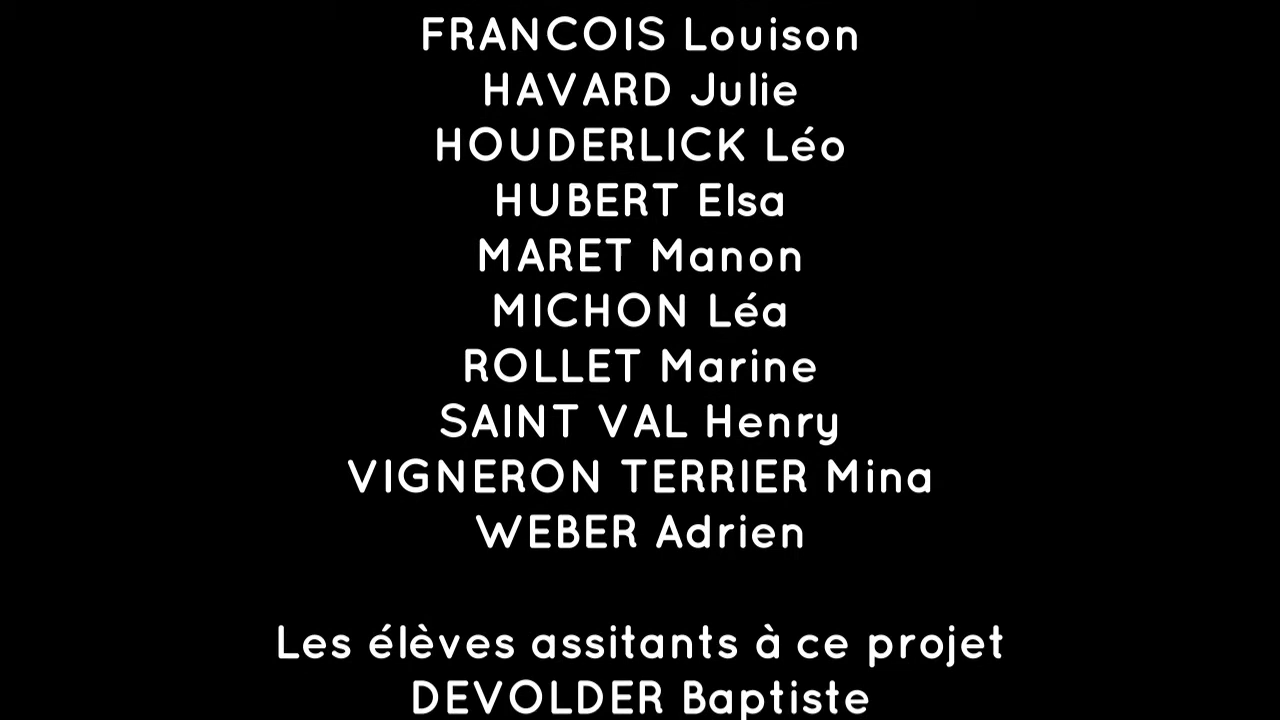 FRANCOIS Louison
HAVARD Julie
HOUDERLICK Léo
HUBERT Elsa
MARET Manon
MICHON Léa
ROLLET Marine
SAINT VAL Henry
VIGNERON TERRIER Mina
WEBER Adrien
Les élèves assitants à ce projet
DEVOLDER Baptiste